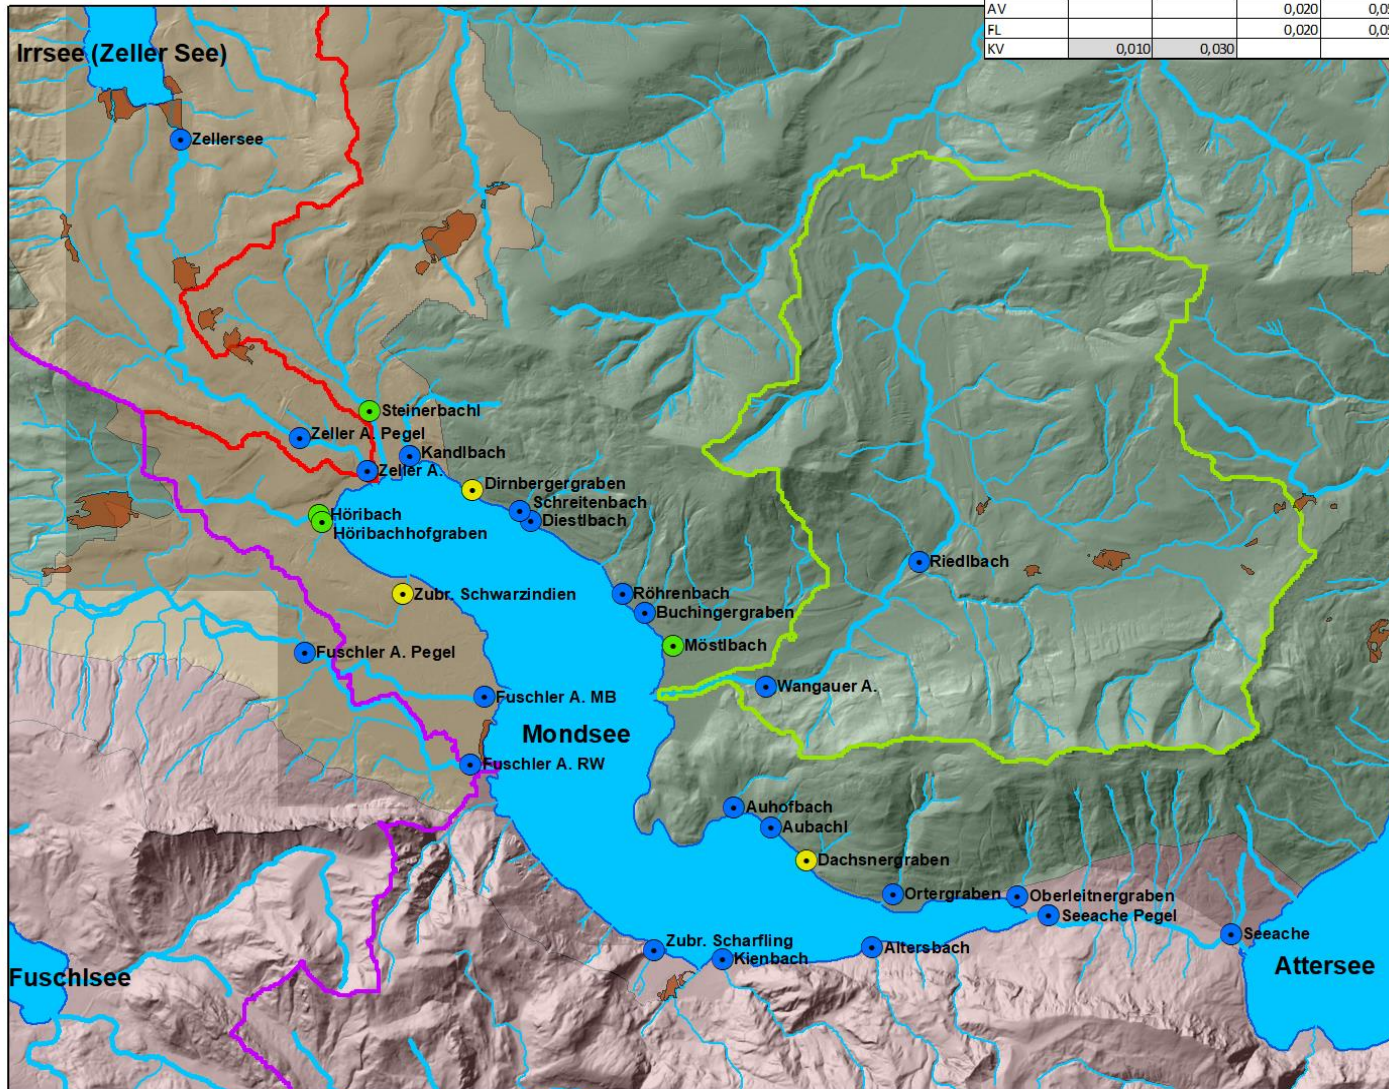 AV 0,020
FL 0,020
KV 0,010 0,030
Irrsee (Zeller See)
Zellersee
Steinerbachl
Zeller A. Pegel
Kandlbach
Zeller A.
Dirnbergergraben
Schreitenbach
Diestlbach
Höribach
Höribachhofgraben
Riedlbach
Zubr. Schwarzindien
Röhrenbach
Buchingergraben
Möstlbach
Fuschler A. Pegel
Wangauer A.
Fuschler A. MB
Mondsee
Fuschler A. RW
Auhofbach
Aubachl
Dachsnergraben
Ortergraben
Oberleitnergraben
Seeache Pegel
Seeache
Zubr. Scharfling
Altersbach
Kienbach
Attersee
Fuschlsee